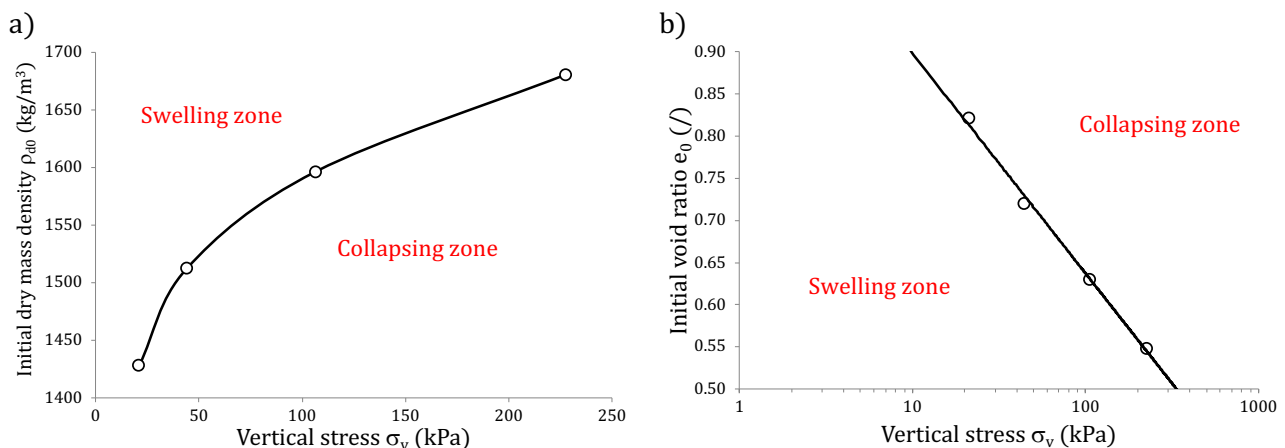 a)
Initial dry mass density ρd0 (kg/m³)
1700
1650
1600
1550
1500
1450
1400
Swelling zone
Collapsing zone
0
50
100
150
200
250
Vertical stress σv (kPa)
b)
Initial void ratio e0 (/)
0.90
0.85
0.80
0.75
0.70
0.65
0.60
0.55
0.50
Collapsing zone
Swelling zone
1
10
100
1000
Vertical stress σv (kPa)